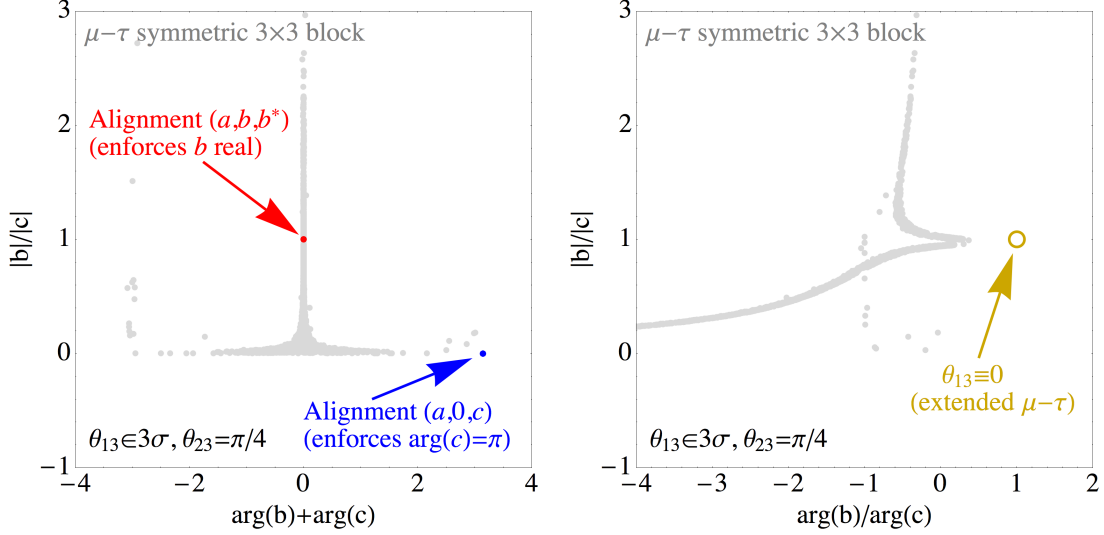 μ−τ symmetric 3×3 block
Alignment (a,b,b*)
(enforces b real)
Alignment (a,0,c)
(enforces arg(c)=π)
θ13∈3σ, θ23=π/4
3
2
1
0
−1
−4
−2
0
2
4
|b|/|c|
arg(b)+arg(c)
μ−τ symmetric 3×3 block
θ13≡0
(extended μ−τ)
θ13∈3σ, θ23=π/4
3
2
1
0
−1
−4
−3
−2
−1
0
1
2
|b|/|c|
arg(b)/arg(c)